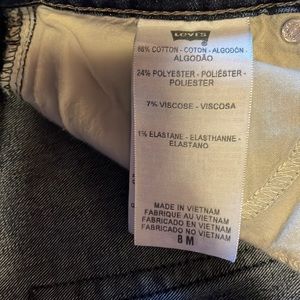 LEVI'S
68% COTTON - COTON - ALGODÓN -
ALGODÃO
24% POLYESTER - POLIÉSTER -
POLIESTER
7% VISCOSE - VISCOSA
1% ELASTANE - ELASTHANNE -
ELASTANO
MADE IN VIETNAM
FABRIQUE AU VIETNAM
FABRICADO EN VIETNAM
FABRICADO NO VIETNAM
8 M